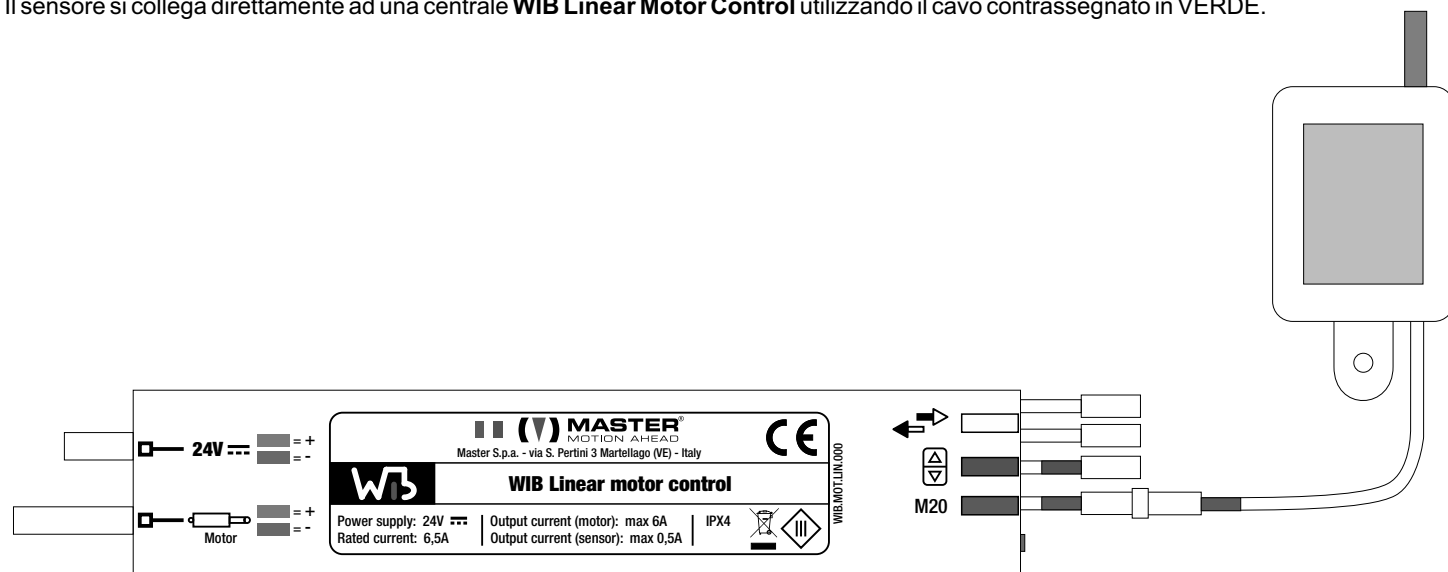 Il sensore si collega direttamente ad una centrale WIB Linear Motor Control utilizzando il cavo contrassegnato in VERDE.
24V = +
= -
Motor = +
= -
MASTER®
MOTION AHEAD
Master S.p.a. - via S. Pertini 3 Martellago (VE) - Italy
CE
WIB
WIB Linear motor control
Power supply: 24V
Rated current: 6,5A
Output current (motor): max 6A
Output current (sensor): max 0,5A
IPX4
III
WIB.MOT.LIN.000
M20